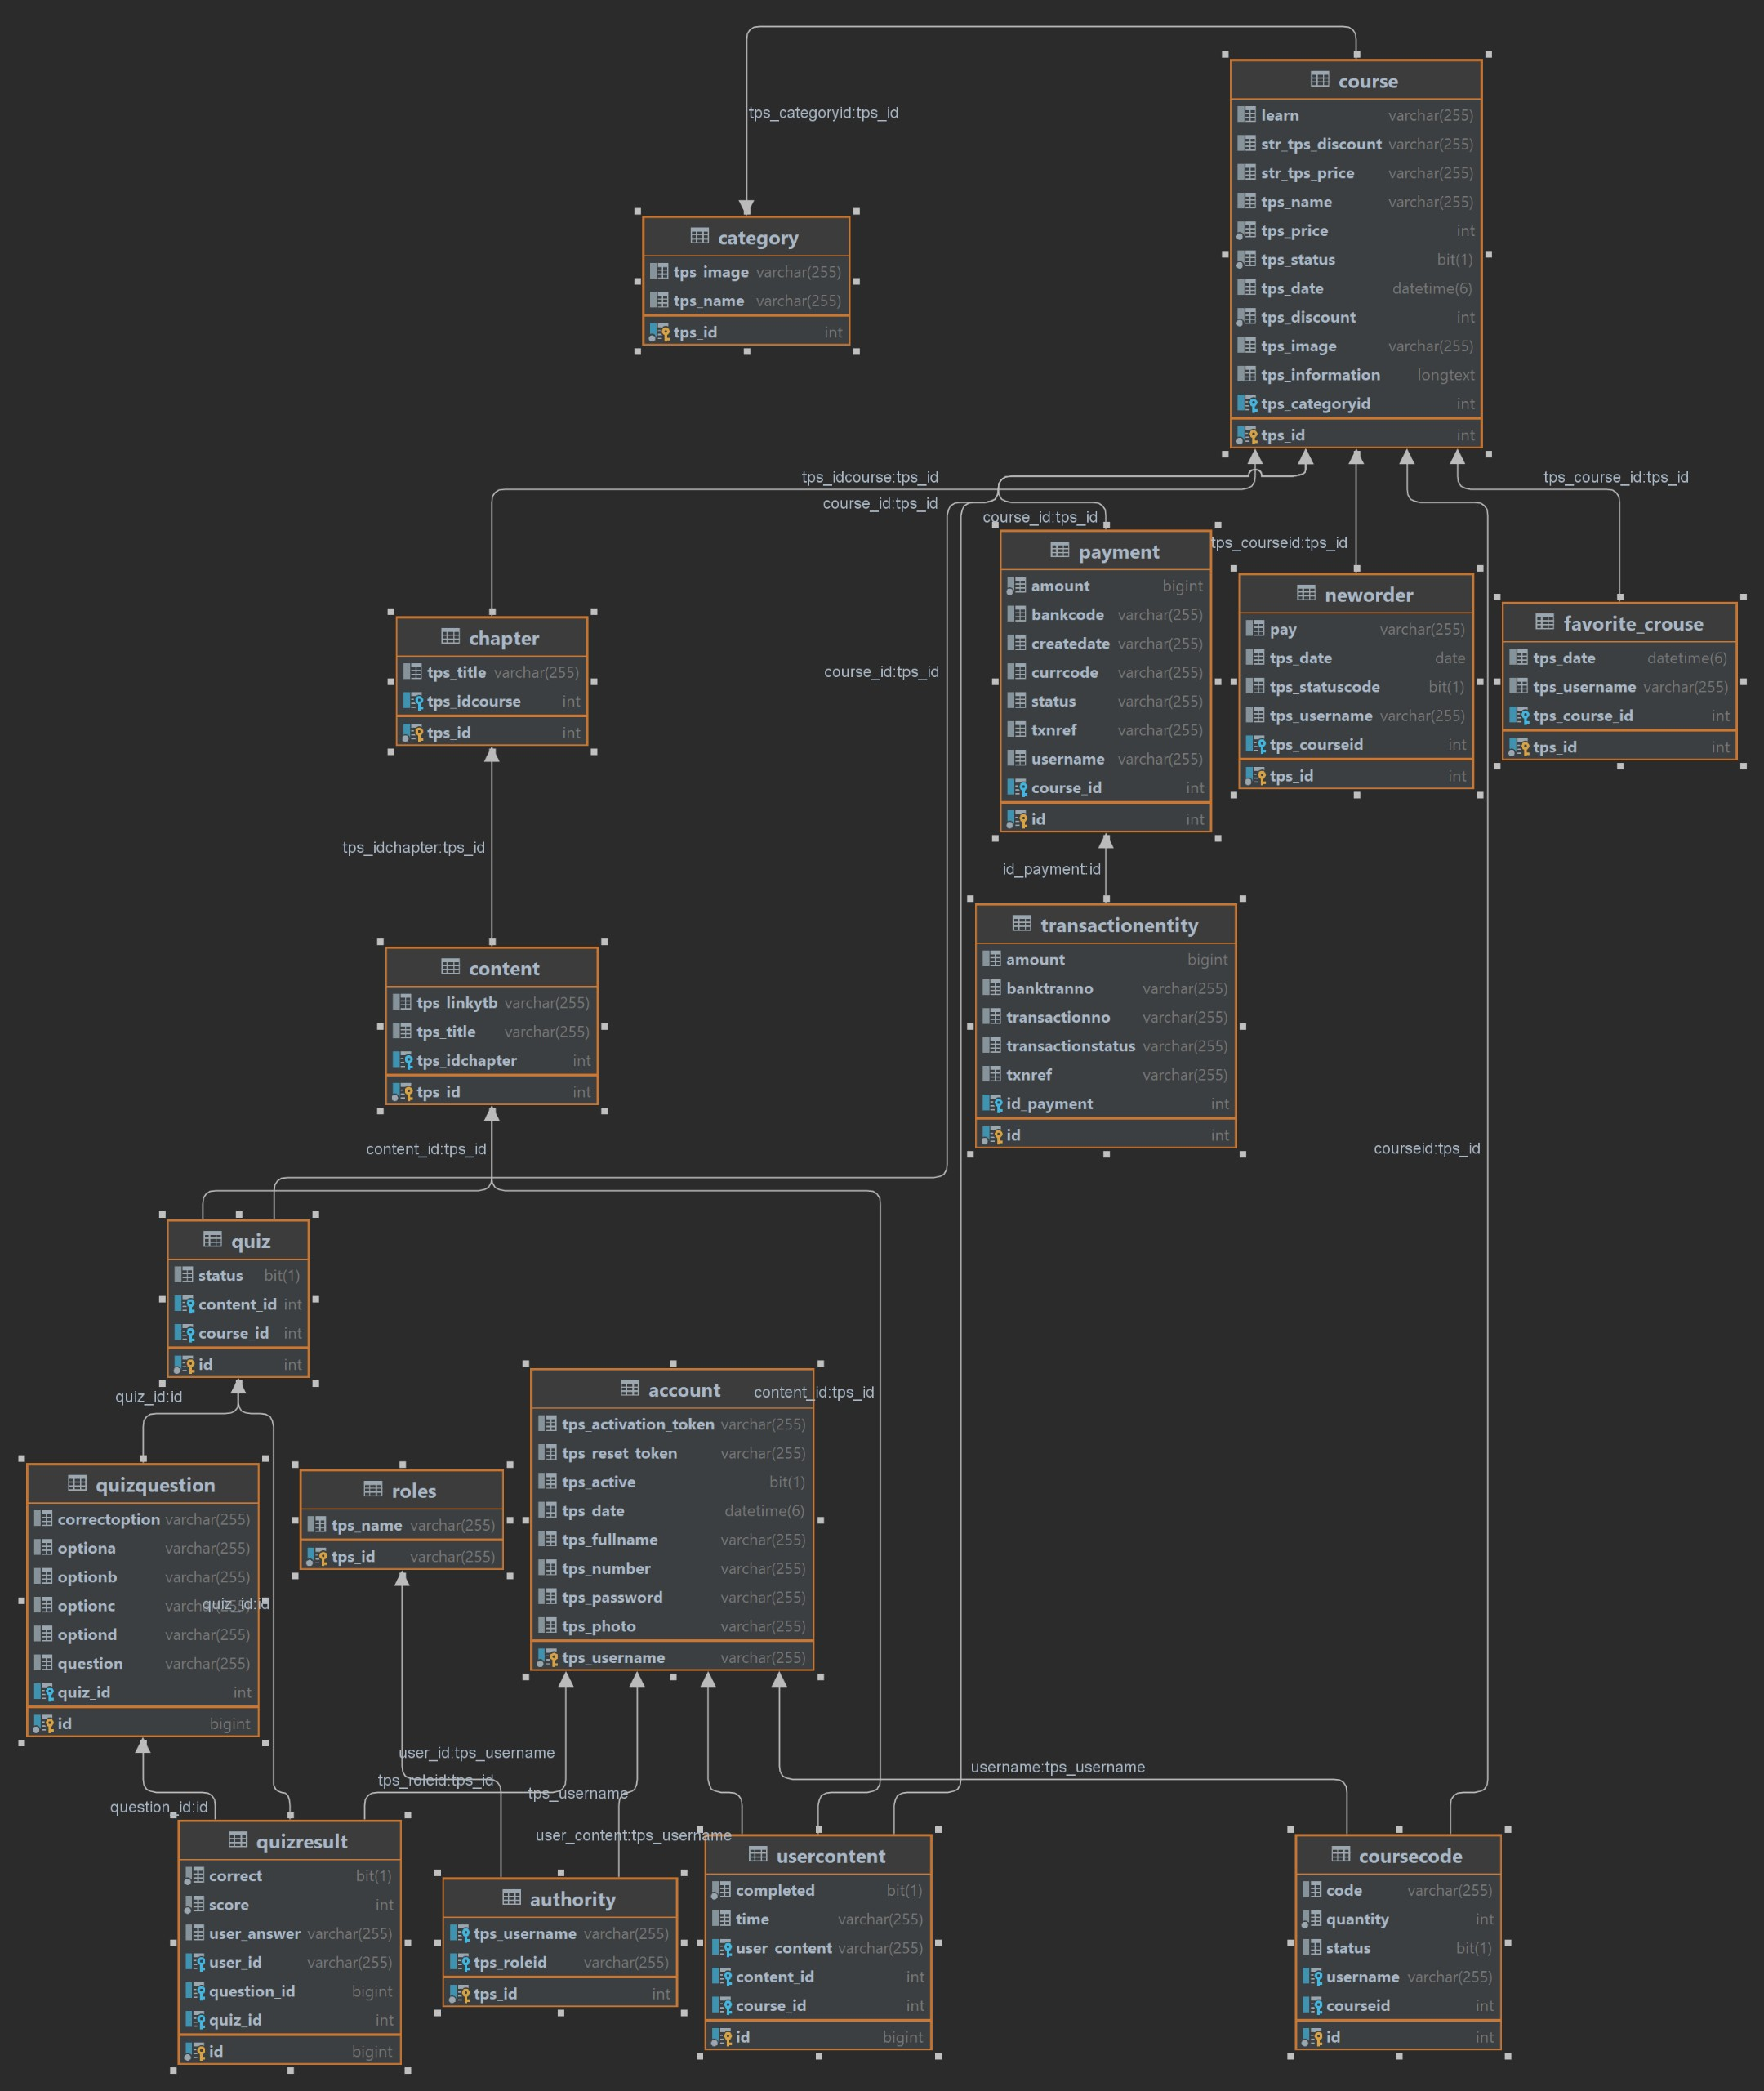 tps_categoryid:tps_id
course
learn varchar(255)
str_tps_discount varchar(255)
str_tps_price varchar(255)
tps_name varchar(255)
tps_price int
tps_status bit(1)
tps_date datetime(6)
tps_discount int
tps_image varchar(255)
tps_information longtext
tps_categoryid int
tps_id int
category
tps_image varchar(255)
tps_name varchar(255)
tps_id int
tps_idcourse:tps_id
course_id:tps_id
course_id:tps_id
tps_courseid:tps_id
tps_course_id:tps_id
payment
amount bigint
bankcode varchar(255)
createdate varchar(255)
currcode varchar(255)
status varchar(255)
txnref varchar(255)
username varchar(255)
course_id int
id int
neworder
pay varchar(255)
tps_date date
tps_statuscode bit(1)
tps_username varchar(255)
tps_courseid int
tps_id int
favorite_crouse
tps_date datetime(6)
tps_username varchar(255)
tps_course_id int
tps_id int
chapter
tps_title varchar(255)
tps_idcourse int
tps_id int
course_id:tps_id
tps_idchapter:tps_id
id_payment:id
content
tps_linkytb varchar(255)
tps_title varchar(255)
tps_idchapter int
tps_id int
transactionentity
amount bigint
banktranno varchar(255)
transactionno varchar(255)
transactionstatus varchar(255)
txnref varchar(255)
id_payment int
id int
content_id:tps_id
courseid:tps_id
quiz
status bit(1)
content_id int
course_id int
id int
quiz_id:id
account
tps_activation_token varchar(255)
tps_reset_token varchar(255)
tps_active bit(1)
tps_date datetime(6)
tps_fullname varchar(255)
tps_number varchar(255)
tps_password varchar(255)
tps_photo varchar(255)
tps_username varchar(255)
content_id:tps_id
quizquestion
correctoption varchar(255)
optiona varchar(255)
optionb varchar(255)
optionc varchar(255)
optiond varchar(255)
question varchar(255)
quiz_id int
id bigint
quiz_id:id
roles
tps_name varchar(255)
tps_id varchar(255)
user_id:tps_username
tps_roleid:tps_id
tps_username
username:tps_username
question_id:id
user_content:tps_username
quizresult
correct bit(1)
score int
user_answer varchar(255)
user_id varchar(255)
question_id bigint
quiz_id int
id bigint
authority
tps_username varchar(255)
tps_roleid varchar(255)
tps_id int
usercontent
completed bit(1)
time varchar(255)
user_content varchar(255)
content_id int
course_id int
id bigint
coursecode
code varchar(255)
quantity int
status bit(1)
username varchar(255)
courseid int
id int